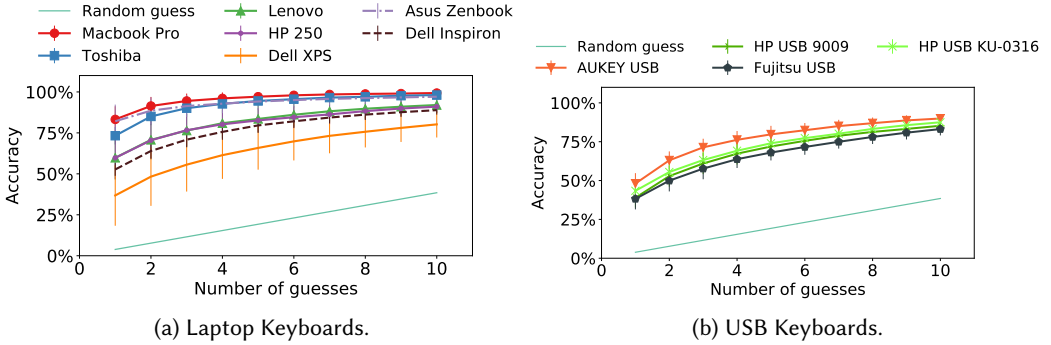 Random guess
Lenovo
Asus Zenbook
Macbook Pro
HP 250
Dell Inspiron
Toshiba
Dell XPS
100%
75%
50%
25%
0%
Accuracy
0
2
4
6
8
10
Number of guesses
(a) Laptop Keyboards.
Random guess
HP USB 9009
HP USB KU-0316
AUKEY USB
Fujitsu USB
100%
75%
50%
25%
0%
Accuracy
0
2
4
6
8
10
Number of guesses
(b) USB Keyboards.